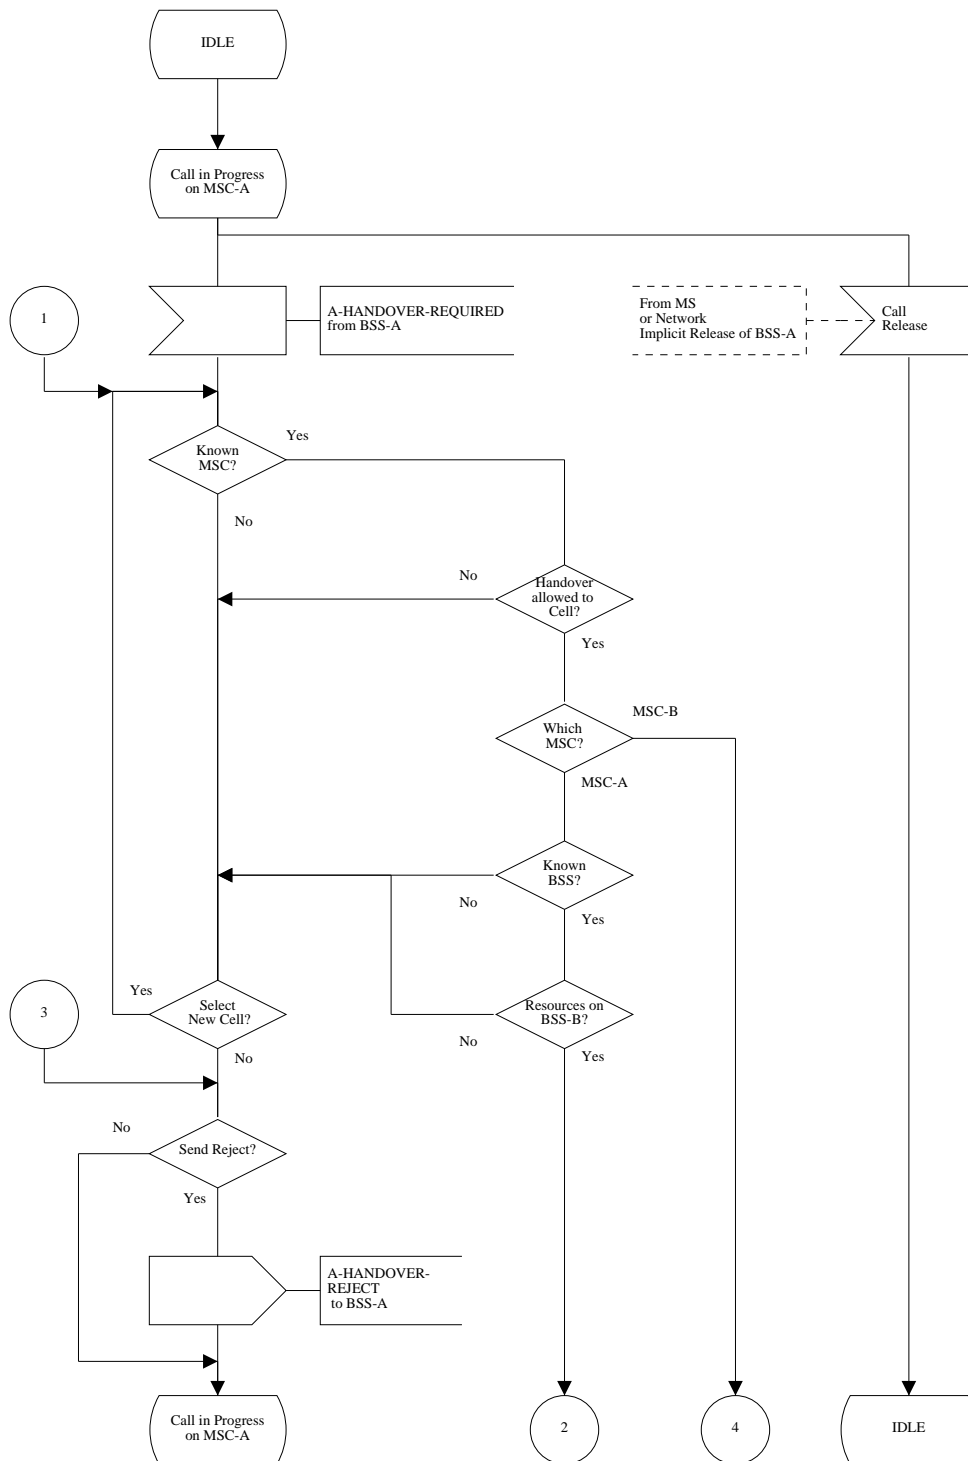 IDLE
Call in Progress
on MSC-A
1
A-HANDOVER-REQUIRED
from BSS-A
From MS
or Network
Implicit Release of BSS-A
Call
Release
Known
MSC?
Yes
No
Handover
allowed to
Cell?
No
Yes
Which
MSC?
MSC-B
MSC-A
Known
BSS?
No
Yes
3
Yes
Select
New Cell?
No
Resources on
BSS-B?
No
Yes
No
Send Reject?
Yes
A-HANDOVER-
REJECT
to BSS-A
Call in Progress
on MSC-A
2
4
IDLE